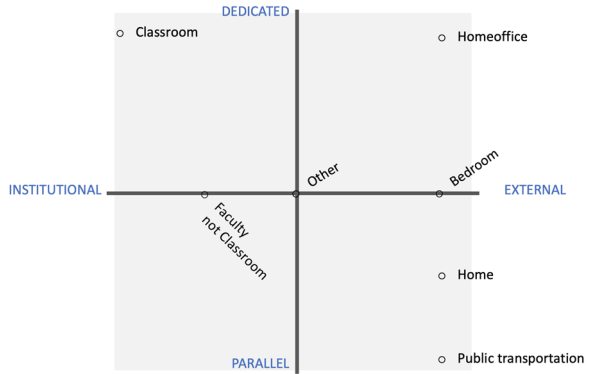 DEDICATED
Classroom
Homeoffice
Other
Bedroom
INSTITUTIONAL
EXTERNAL
Faculty
not Classroom
Home
PARALLEL
Public transportation